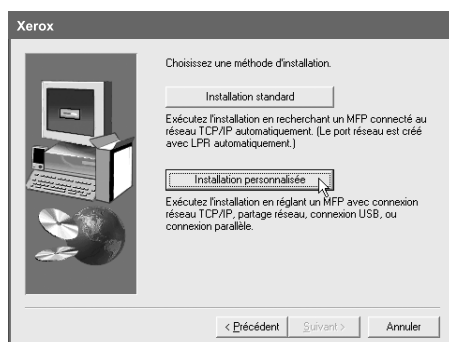 Xerox
Choisissez une méthode d'installation.
Installation standard
Exécutez l'installation en recherchant un MFP connecté au
réseau TCP/IP automatiquement. (Le port réseau est créé
avec LPR automatiquement.)
Installation personnalisée
Exécutez l'installation en réglant un MFP avec connexion
réseau TCP/IP, partage réseau, connexion USB, ou
connexion parallèle.
< Précédent
Suivant >
Annuler